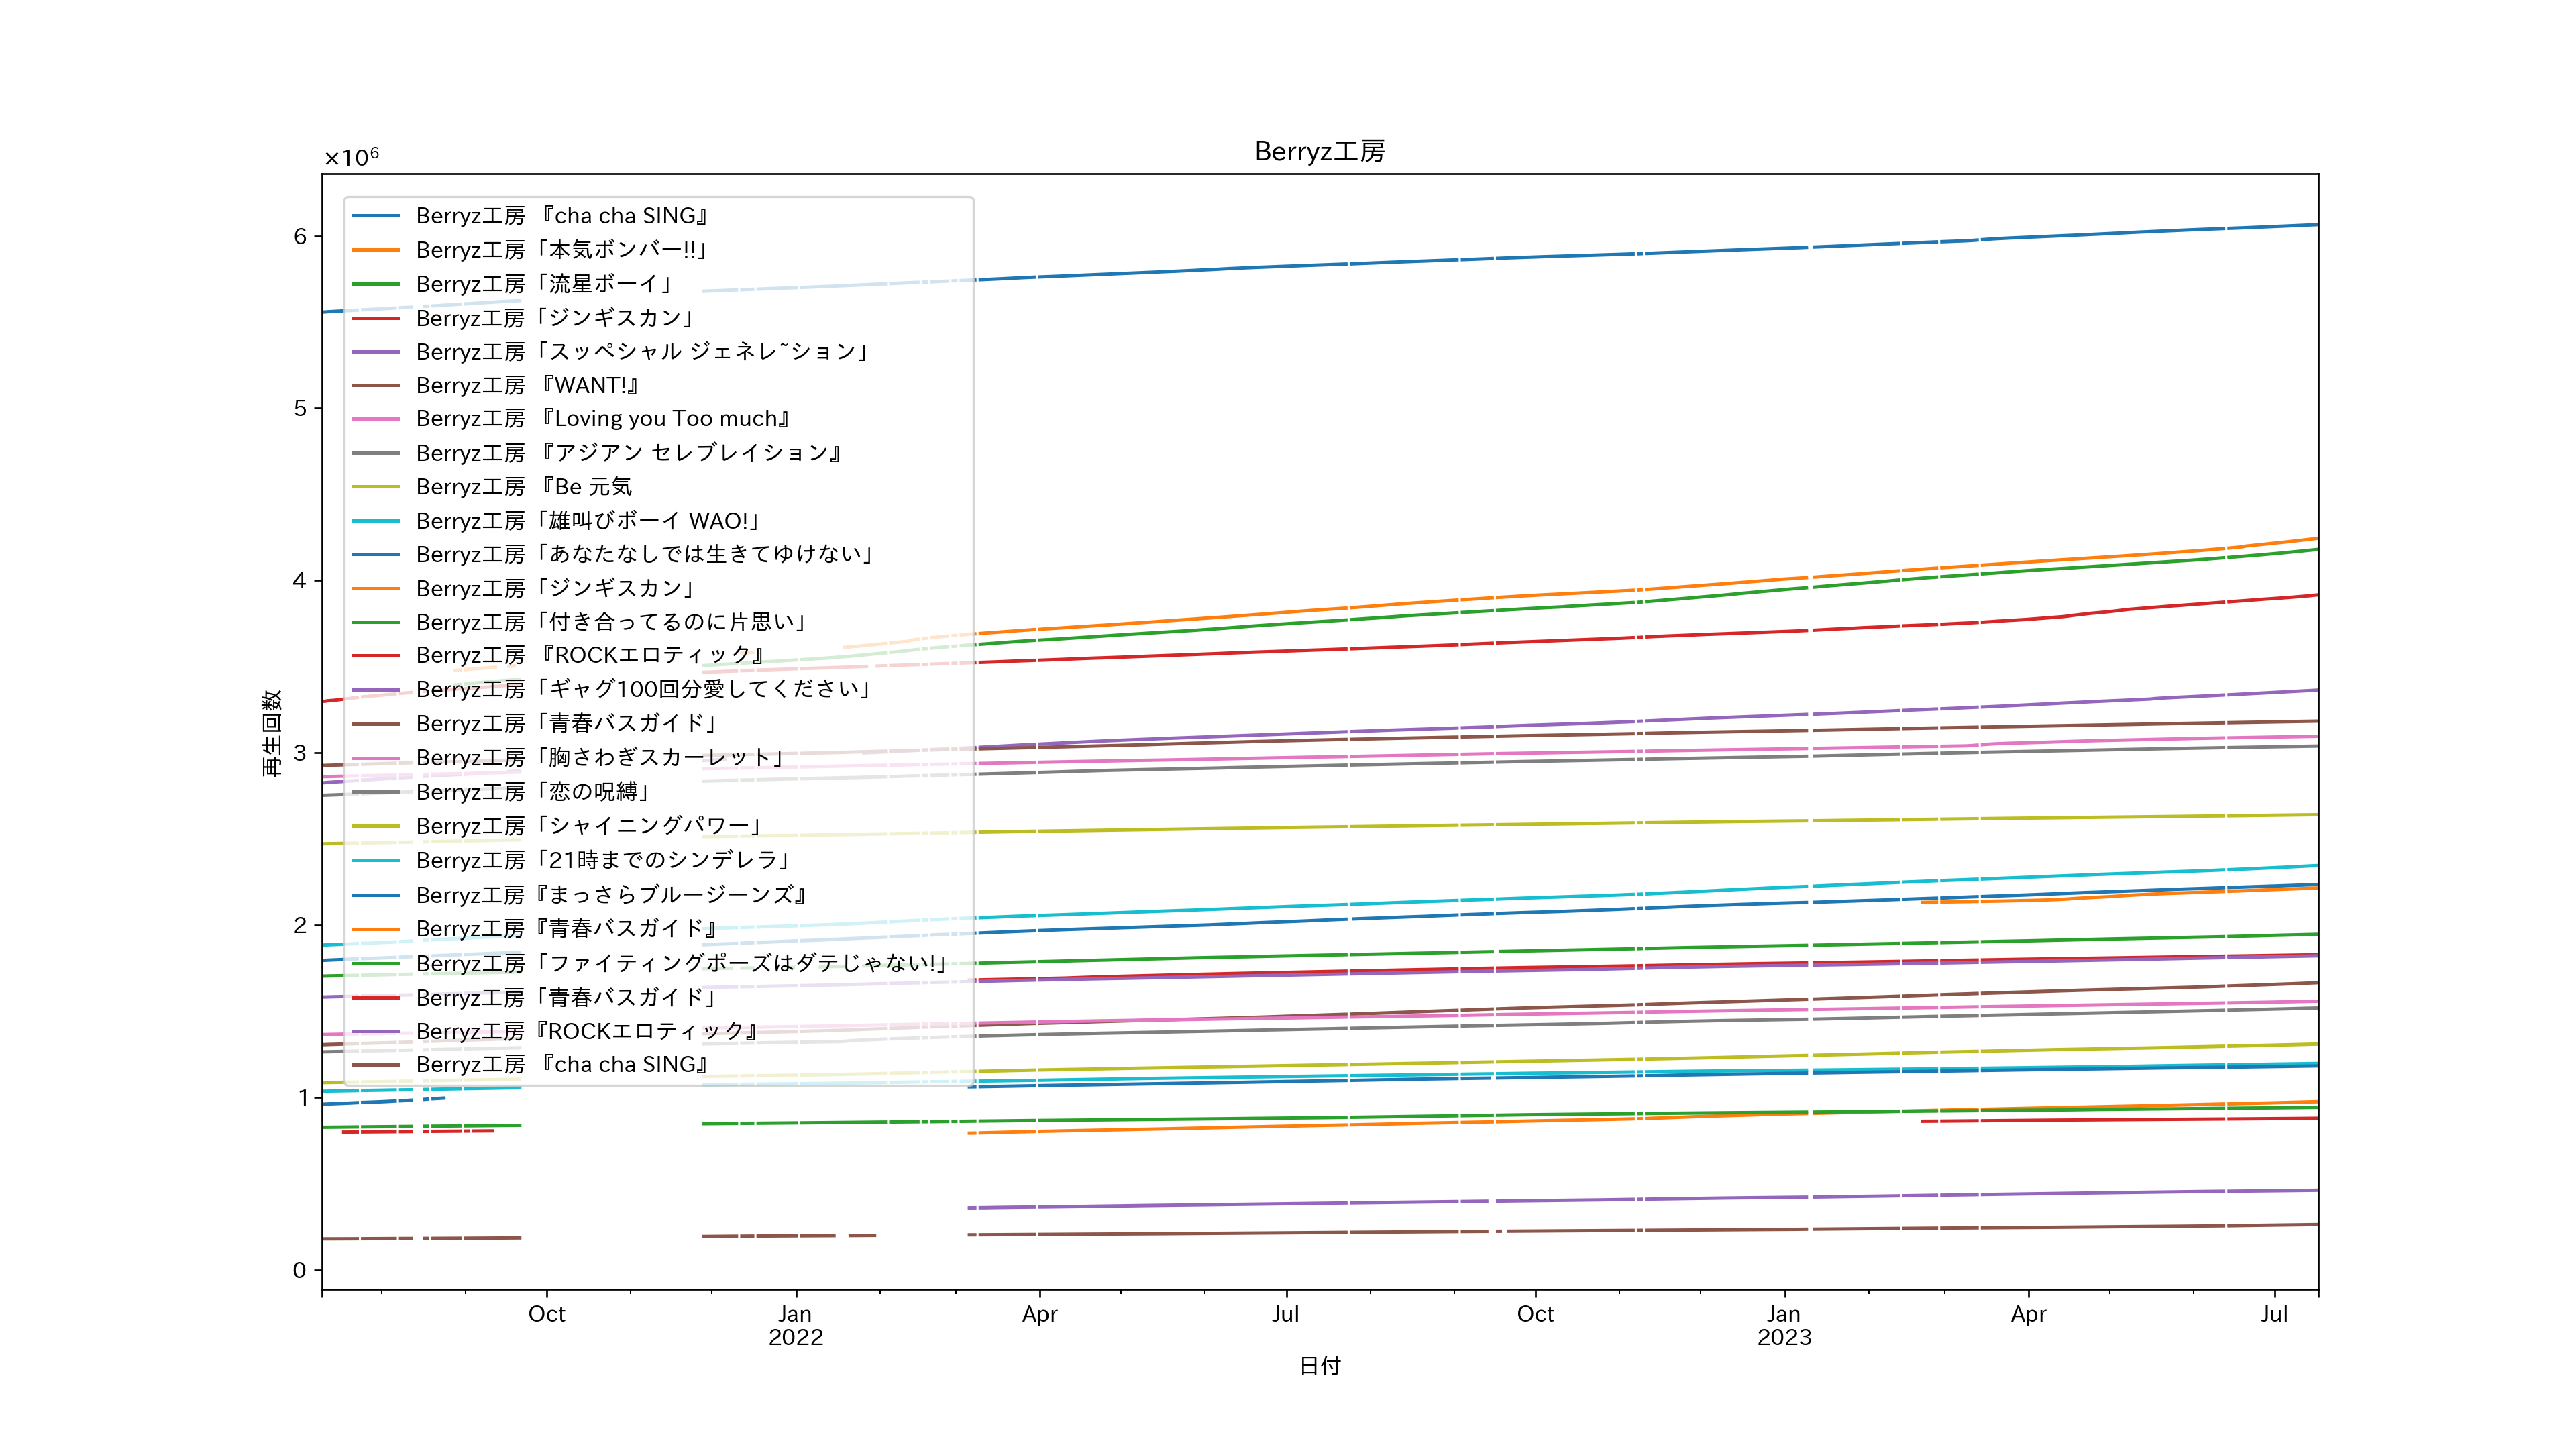 Berryz工房
×10⁶
6
5
4
3
2
1
0
再生回数
Berryz工房 『cha cha SING』
Berryz工房「本気ボンバー!!」
Berryz工房「流星ボーイ」
Berryz工房「ジンギスカン」
Berryz工房「スッペシャル ジェネレ~ション」
Berryz工房 『WANT!』
Berryz工房 『Loving you Too much』
Berryz工房 『アジアン セレブレイション』
Berryz工房 『Be 元気
Berryz工房「雄叫びボーイ WAO!」
Berryz工房「あなたなしでは生きてゆけない」
Berryz工房「ジンギスカン」
Berryz工房「付き合ってるのに片思い」
Berryz工房 『ROCKエロティック』
Berryz工房「ギャグ100回分愛してください」
Berryz工房「青春バスガイド」
Berryz工房「胸さわぎスカーレット」
Berryz工房「恋の呪縛」
Berryz工房「シャイニングパワー」
Berryz工房「21時までのシンデレラ」
Berryz工房『まっさらブルージーンズ』
Berryz工房『青春バスガイド』
Berryz工房「ファイティングポーズはダテじゃない!」
Berryz工房「青春バスガイド」
Berryz工房『ROCKエロティック』
Berryz工房 『cha cha SING』
Oct Jan Apr Jul Oct Jan Apr Jul
2022 2023
日付